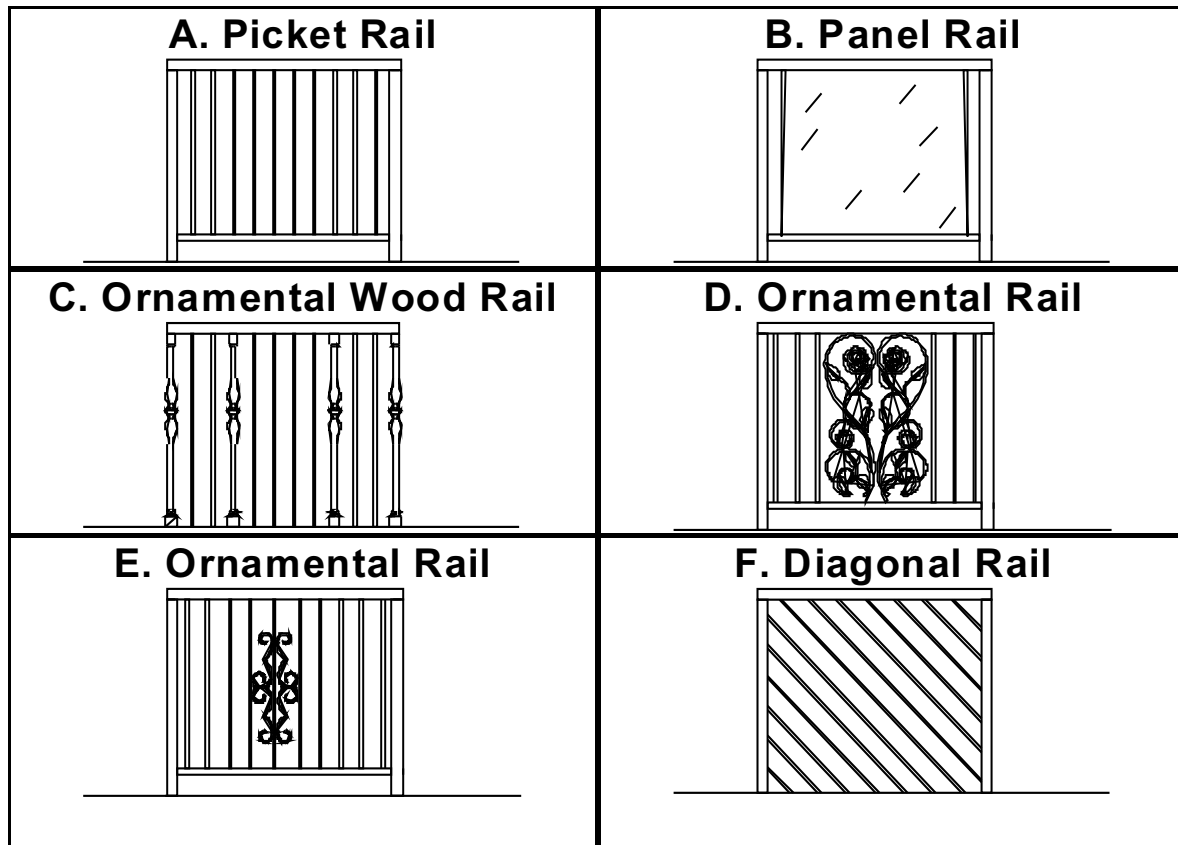 A. Picket Rail
B. Panel Rail
C. Ornamental Wood Rail
D. Ornamental Rail
E. Ornamental Rail
F. Diagonal Rail